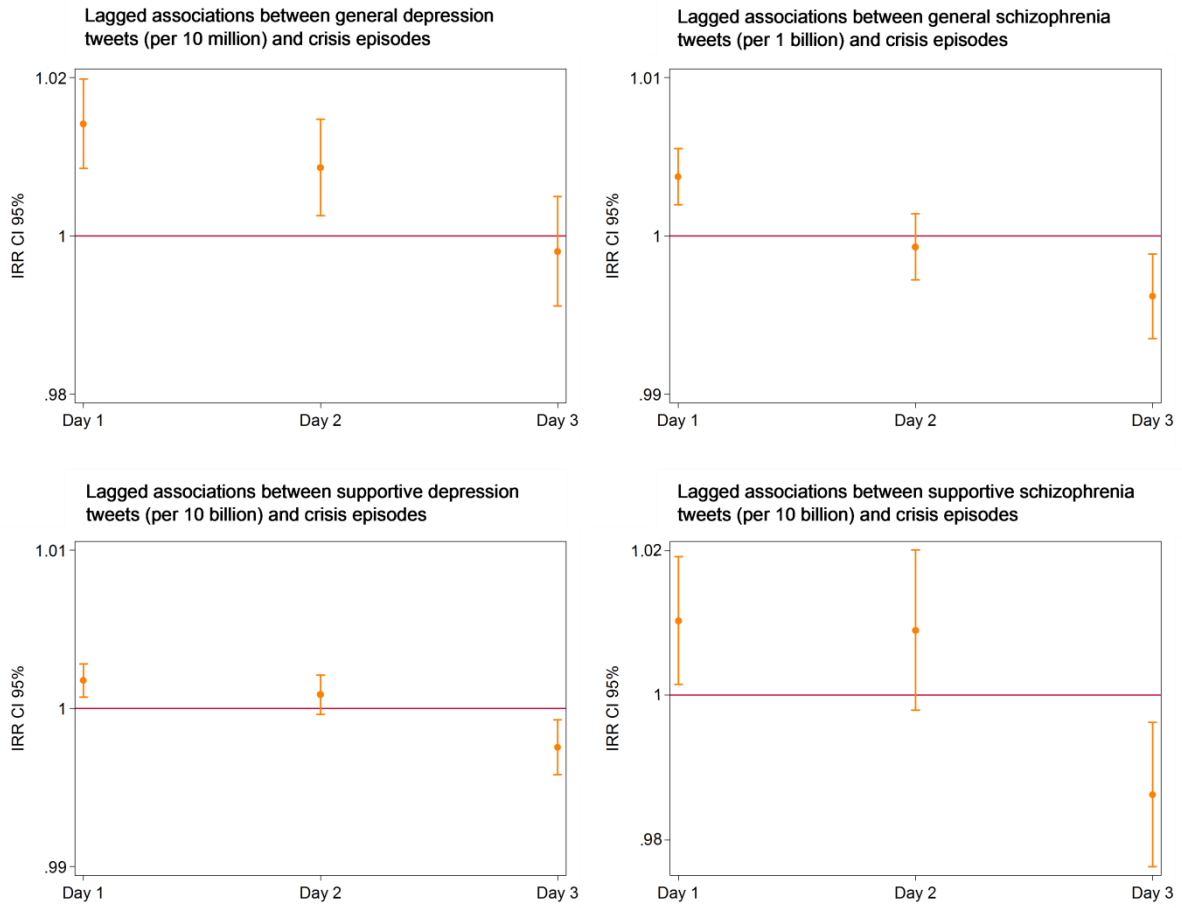 Lagged associations between general depression
tweets (per 10 million) and crisis episodes
1.02
1
.98
IRR CI 95%
Day 1
Day 2
Day 3
Lagged associations between general schizophrenia
tweets (per 1 billion) and crisis episodes
1.01
1
.99
IRR CI 95%
Day 1
Day 2
Day 3
Lagged associations between supportive depression
tweets (per 10 billion) and crisis episodes
1.01
1
.99
IRR CI 95%
Day 1
Day 2
Day 3
Lagged associations between supportive schizophrenia
tweets (per 10 billion) and crisis episodes
1.02
1
.98
IRR CI 95%
Day 1
Day 2
Day 3